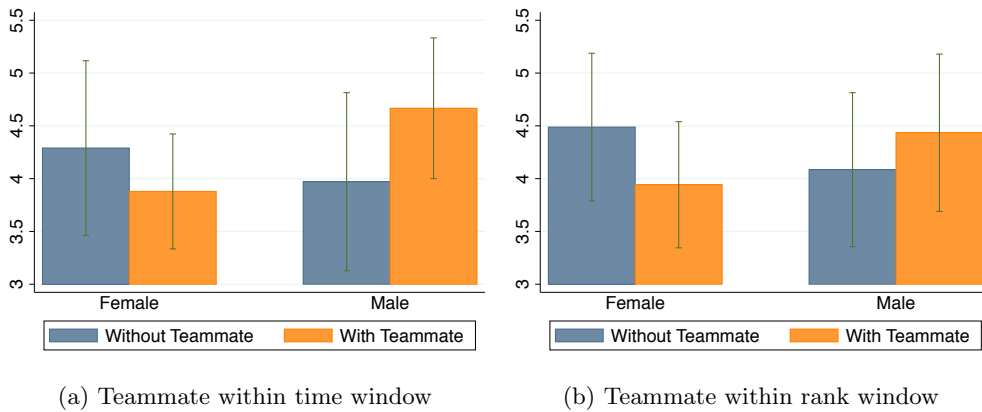 5.5
5
4.5
4
3.5
3
Female Male
Without Teammate With Teammate
(a) Teammate within time window
5.5
5
4.5
4
3.5
3
Female Male
Without Teammate With Teammate
(b) Teammate within rank window